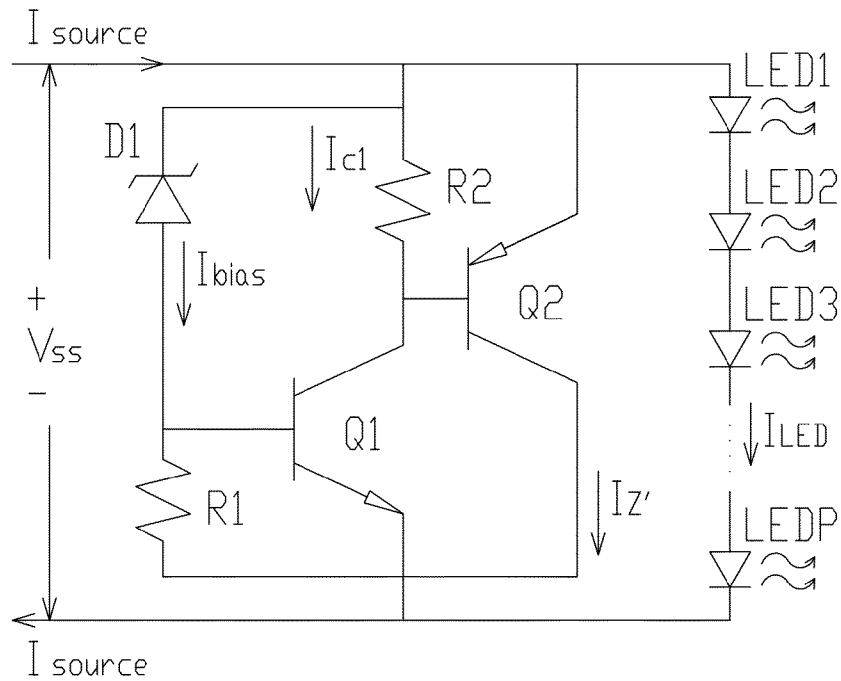 I source
LED1
D1
Ic1
R2
LED2
Ibias
+
Vss
-
Q2
LED3
Q1
ILED
R1
IZ'
LEDP
I source